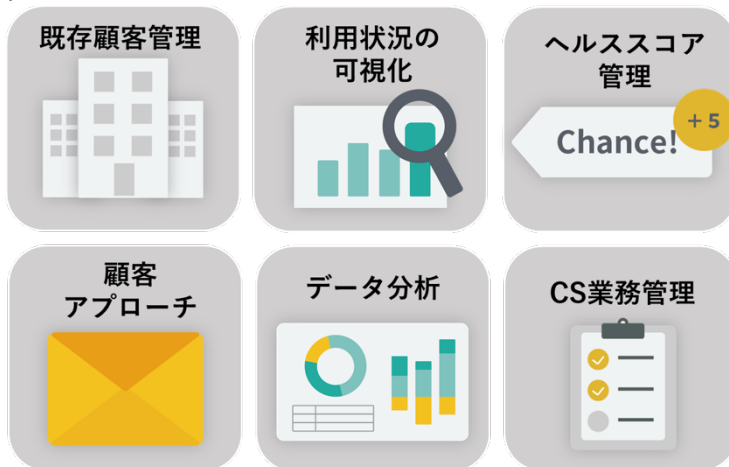 既存顧客管理
利用状況の
可視化
ヘルススコア
管理
Chance!
+5
顧客
アプローチ
データ分析
CS業務管理